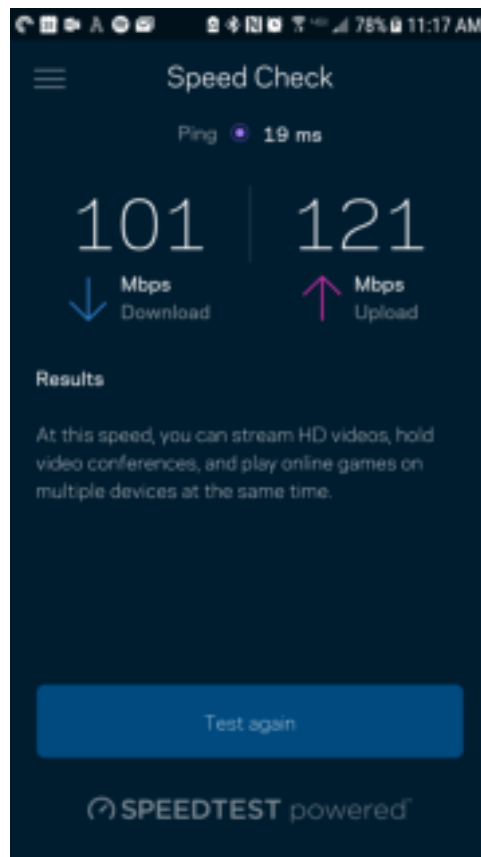 78% 11:17 AM
Speed Check
Ping 19 ms
101 121
Mbps Mbps
Download Upload
Results
At this speed, you can stream HD videos, hold
video conferences, and play online games on
multiple devices at the same time.
Test again
SPEEDTEST powered